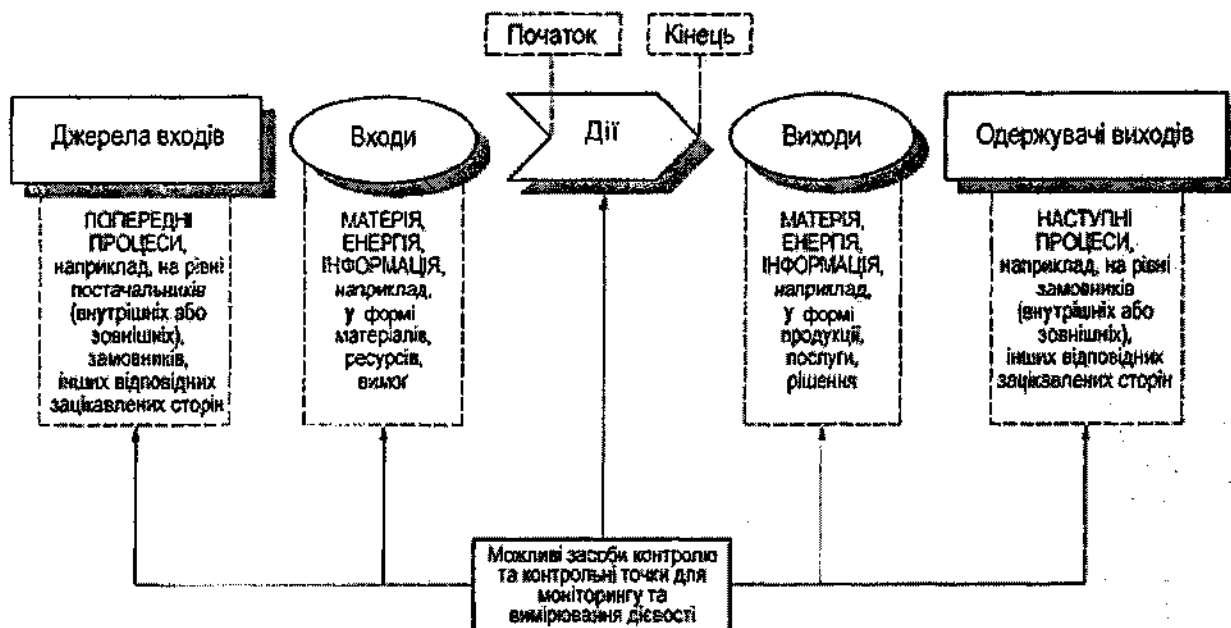 Початок
Кінець
Джерела входів
Входи
Дії
Виходи
Одержувачі виходів
ПОПЕРЕДНІ
ПРОЦЕСИ,
наприклад, на рівні
постачальників
(внутрішніх або
зовнішніх),
замовників,
інших відповідних
зацікавлених сторін
МАТЕРІЯ,
ЕНЕРГІЯ,
ІНФОРМАЦІЯ,
наприклад,
у формі
матеріалів,
ресурсів,
вимог
МАТЕРІЯ,
ЕНЕРГІЯ,
ІНФОРМАЦІЯ,
наприклад,
у формі
продукції,
послуги,
рішення
НАСТУПНІ
ПРОЦЕСИ,
наприклад, на рівні
замовників
(внутрішніх або
зовнішніх),
інших відповідних
зацікавлених сторін
Можливі засоби контролю
та контрольні точки для
моніторингу та
вимірювання дієвості